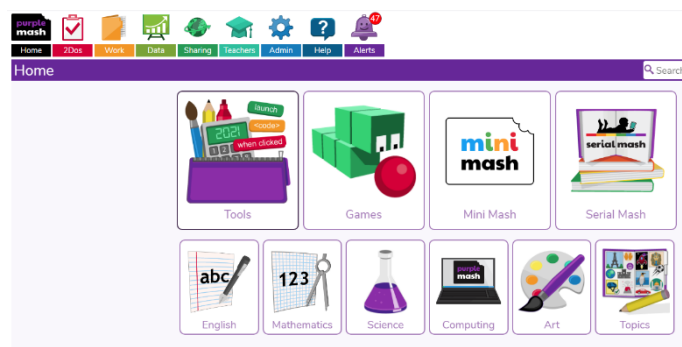 purple
mash
47
Home 2Dos Work Data Sharing Teachers Admin Help Alerts
Home Search
launch
2021
<code>
when clicked
mini
mash
serial mash
Tools Games Mini Mash Serial Mash
abc 123 purple
mash
English Mathematics Science Computing Art Topics